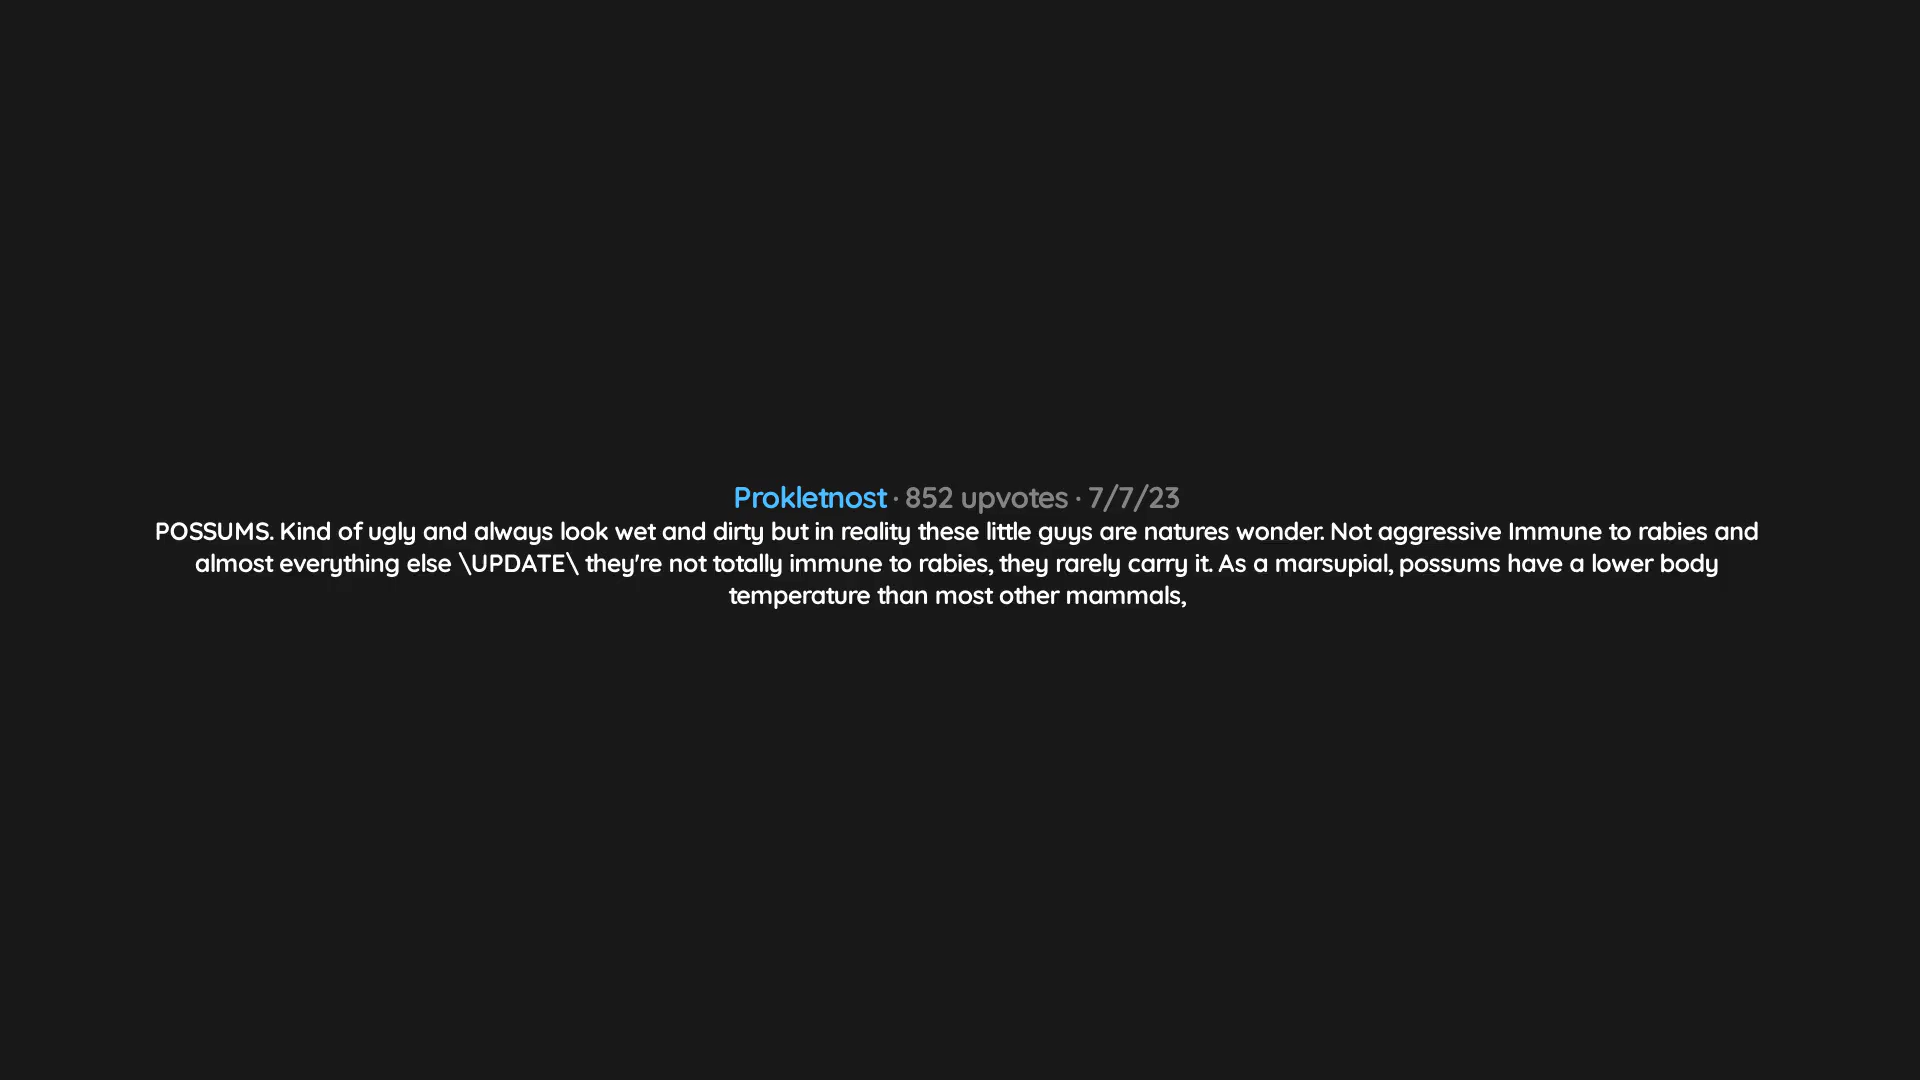 Prokletnost · 852 upvotes · 7/7/23
POSSUMS. Kind of ugly and always look wet and dirty but in reality these little guys are natures wonder. Not aggressive Immune to rabies and
almost everything else \UPDATE\ they're not totally immune to rabies, they rarely carry it. As a marsupial, possums have a lower body
temperature than most other mammals,